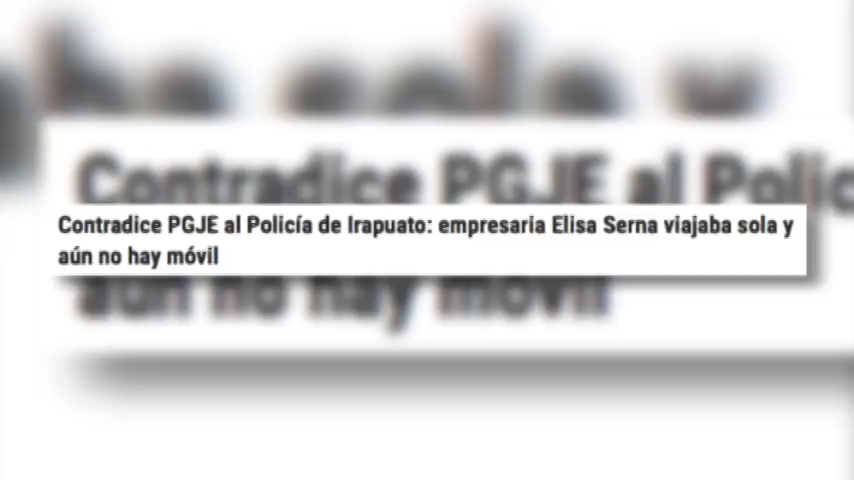 Contradice PGJE al Policía de Irapuato: empresaria Elisa Serna viajaba sola y
aún no hay móvil